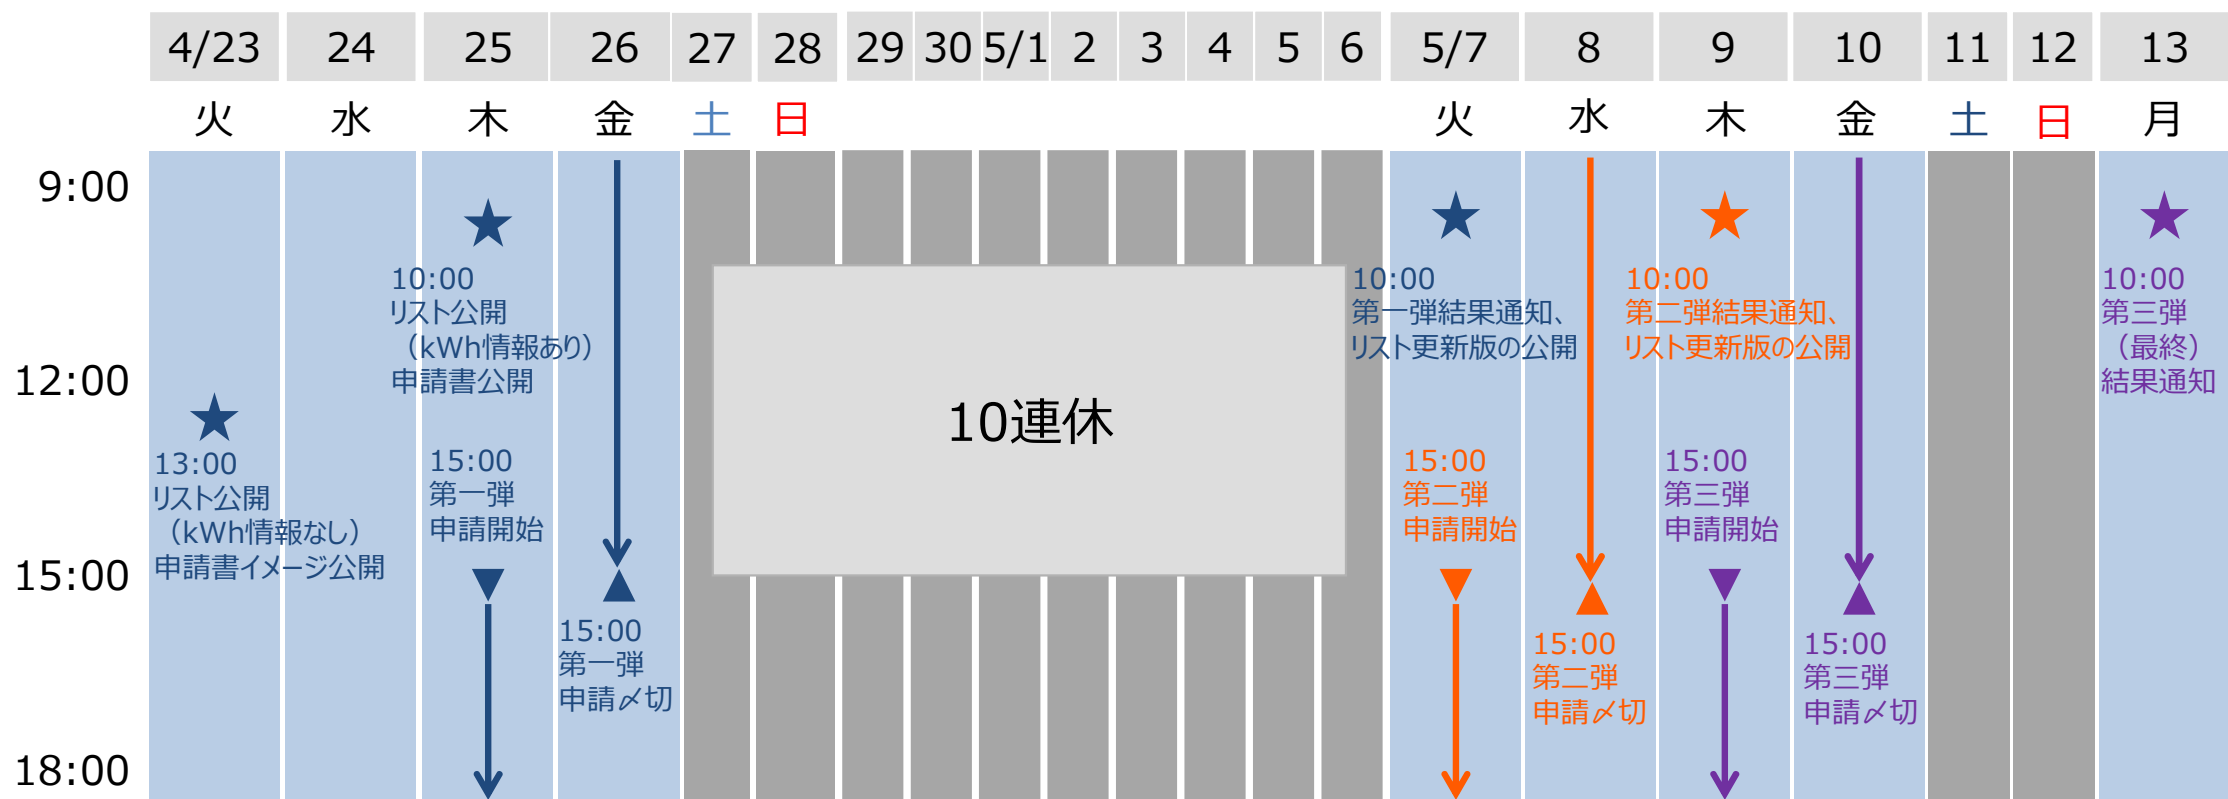 4/23 24 25 26 27 28 29 30 5/1 2 3 4 5 6 5/7 8 9 10 11 12 13
火 水 木 金 土 日 火 水 木 金 土 日 月
9:00
12:00
15:00
18:00
13:00
リスト公開
（kWh情報なし）
申請書イメージ公開
10:00
リスト公開
（kWh情報あり）
申請書公開
15:00
第一弾
申請開始
15:00
第一弾
申請〆切
10連休
10:00
第一弾結果通知、
リスト更新版の公開
15:00
第二弾
申請開始
15:00
第二弾
申請〆切
10:00
第二弾結果通知、
リスト更新版の公開
15:00
第三弾
申請開始
15:00
第三弾
申請〆切
10:00
第三弾
（最終）
結果通知